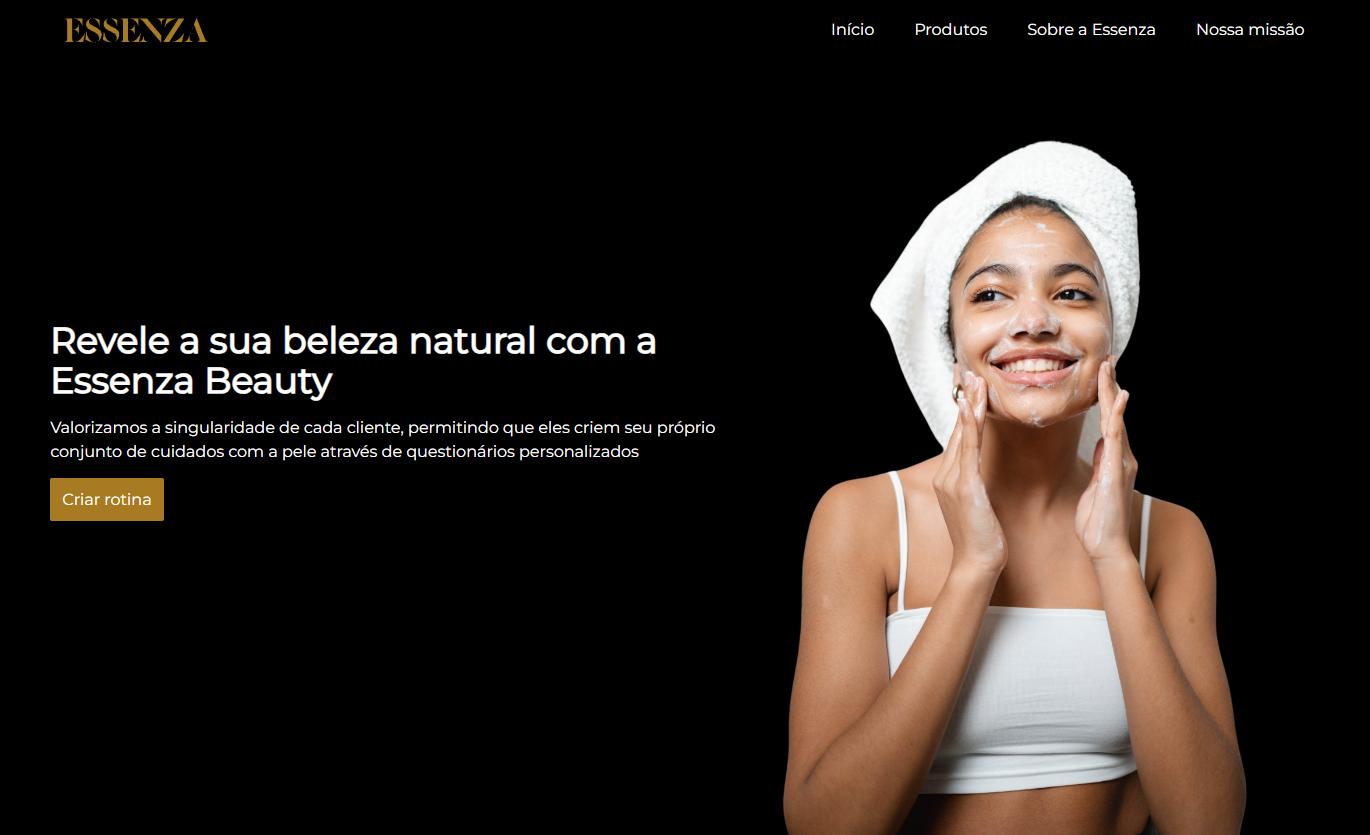 ESSENZA
Início Produtos Sobre a Essenza Nossa missão
Revele a sua beleza natural com a
Essenza Beauty
Valorizamos a singularidade de cada cliente, permitindo que eles criem seu próprio
conjunto de cuidados com a pele através de questionários personalizados
Criar rotina